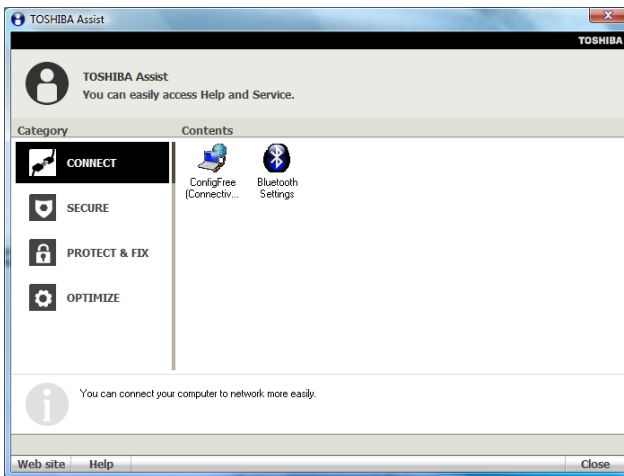 TOSHIBA Assist
TOSHIBA
TOSHIBA Assist
You can easily access Help and Service.
Category
Contents
CONNECT
SECURE
PROTECT & FIX
OPTIMIZE
ConfigFree
(Connectiv...
Bluetooth
Settings
You can connect your computer to network more easily.
Web site
Help
Close